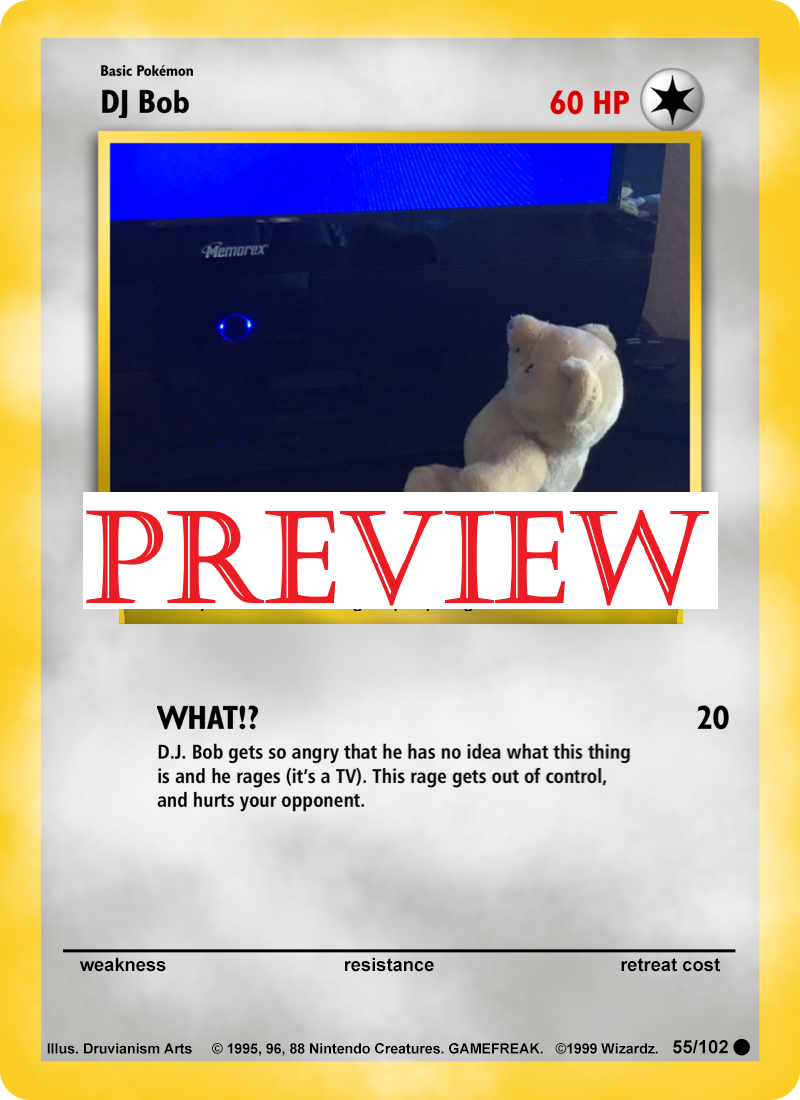 Basic Pokémon
DJ Bob
60 HP
Memorex
PREVIEW
WHAT!?
20
D.J. Bob gets so angry that he has no idea what this thing
is and he rages (it's a TV). This rage gets out of control,
and hurts your opponent.
weakness resistance retreat cost
Illus. Druvianism Arts © 1995, 96, 88 Nintendo Creatures. GAMEFREAK. ©1999 Wizardz. 55/102